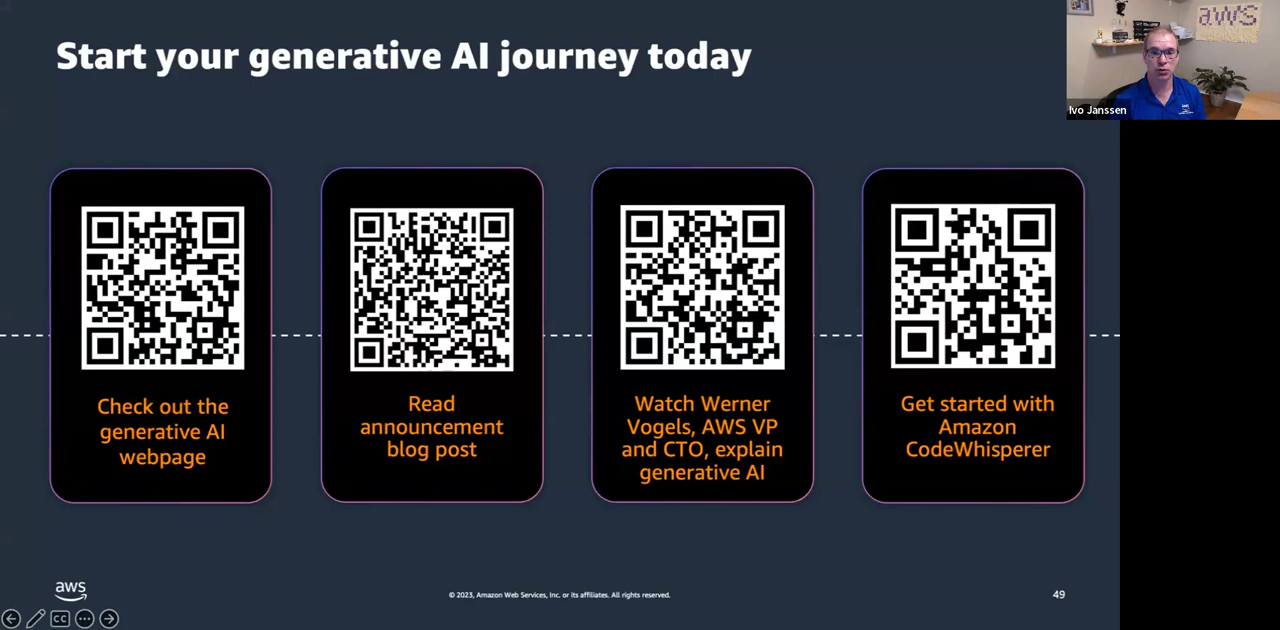 Start your generative AI journey today
aws
Ivo Janssen
Check out the
generative AI
webpage
Read
announcement
blog post
Watch Werner
Vogels, AWS VP
and CTO, explain
generative AI
Get started with
Amazon
CodeWhisperer
aws
© 2023, Amazon Web Services, Inc. or its affiliates. All rights reserved.
49
CC